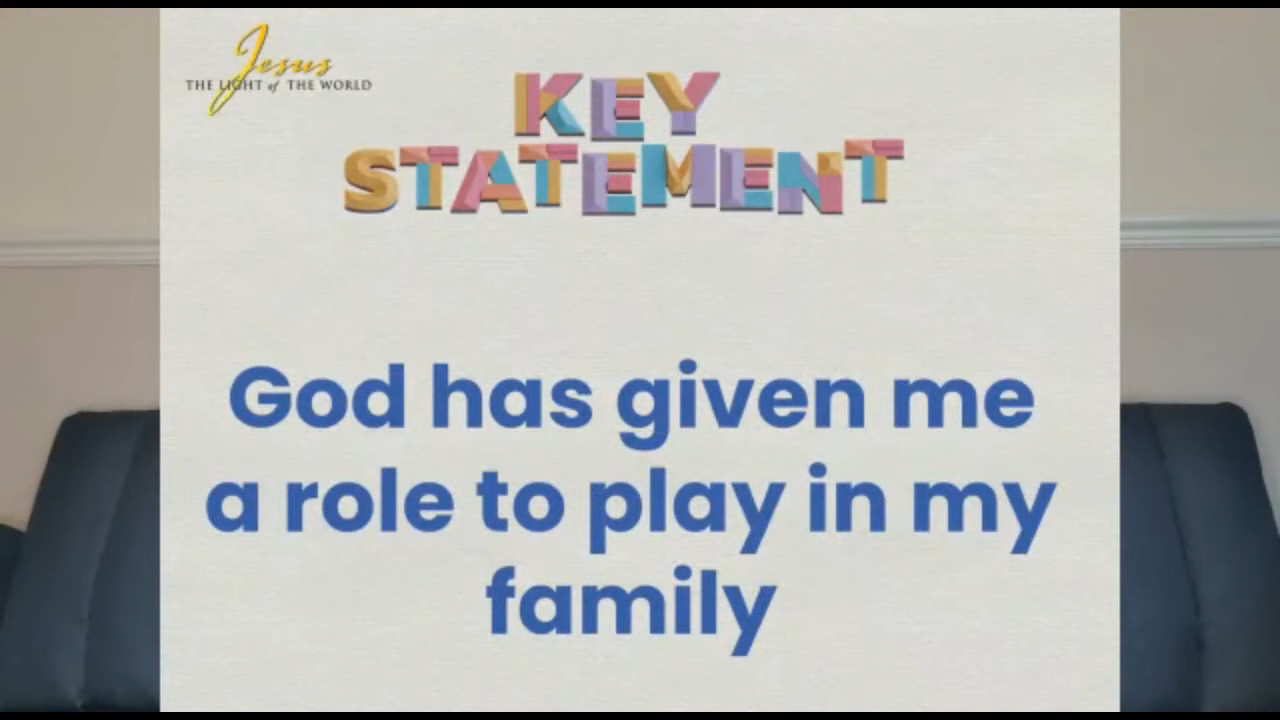 Jesus
THE LIGHT of THE WORLD
KEY
STATEMENT
God has given me
a role to play in my
family